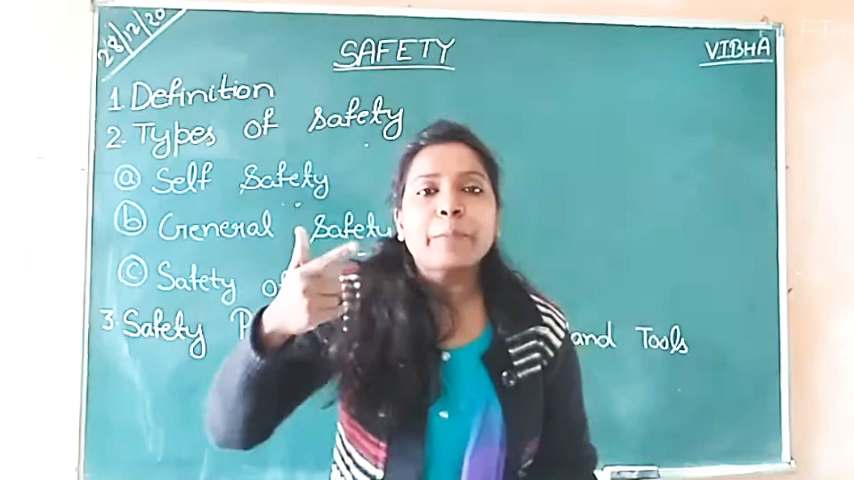 28/12/20
SAFETY
VIBHA
1 Definition
2. Types of Safety
(a) Self Safety
(b) General Safety
(c) Safety of
3. Safety and Tools